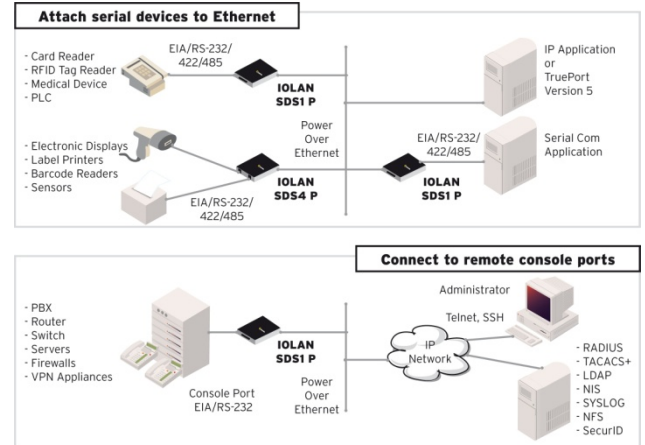 Attach serial devices to Ethernet
- Card Reader
- RFID Tag Reader
- Medical Device
- PLC
EIA/RS-232/
422/485
IOLAN
SDS1 P
IP Application
or
TruePort
Version 5
- Electronic Displays
- Label Printers
- Barcode Readers
- Sensors
EIA/RS-232/
422/485
IOLAN
SDS4 P
Power
Over
Ethernet
EIA/RS-232/
422/485
IOLAN
SDS1 P
Serial Com
Application
Connect to remote console ports
- PBX
- Router
- Switch
- Servers
- Firewalls
- VPN Appliances
Console Port
EIA/RS-232
IOLAN
SDS1 P
Power
Over
Ethernet
IP
Network
Administrator
Telnet, SSH
- RADIUS
- TACACS+
- LDAP
- NIS
- SYSLOG
- NFS
- SecurID